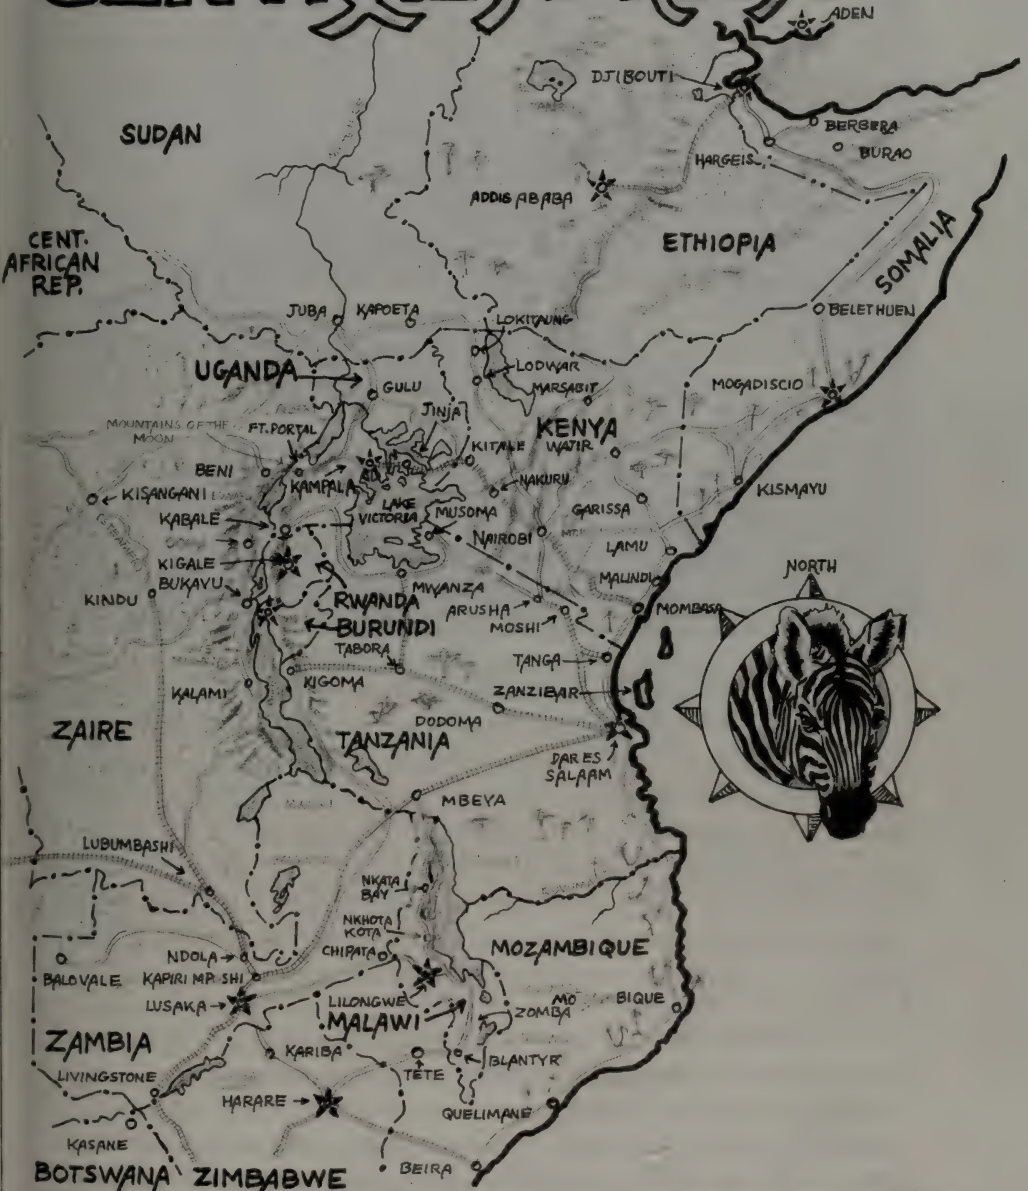 ADEN
DJIBOUTI
SUDAN
BERBERA
BURAO
HARGEIS
ADDIS ABABA
CENT.
AFRICAN
REP.
ETHIOPIA
SOMALIA
JUBA
KAPOETA
LOKITAUNG
BELETHUEN
UGANDA
GULU
LODWAR
MARSABIT
MOGADISCIO
MOUNTAINS OF THE
MOON
FT. PORTAL
JINJA
KENYA
KITALE
WATIR
BENI
KAMPALA
NAKURU
KISANGANI
LAKE
VICTORIA
MUSOMA
GARISSA
KISMAYU
KABALE
NAIROBI
LAMU
KIGALE
MALINDI
NORTH
BUKAVU
MWANZA
KINDU
RWANDA
ARUSHA
MOMBASA
BURUNDI
MOSHI
TABORA
TANGA
KALAMI
KIGOMA
ZANZIBAR
DODOMA
ZAIRE
TANZANIA
DAR ES
SALAAM
MBEYA
LUBUMBASHI
NKATA
BAY
NKHOTA
KOTA
MOZAMBIQUE
NDOLA
CHIPATA
BALOVALE
KAPIRI MP SHI
LUSAKA
LILONGWE
MO
BIQUE
MALAWI
ZOMBA
ZAMBIA
KARIBA
BLANTYR
LIVINGSTONE
TETE
HARARE
QUELIMANE
KASANE
BOTSWANA
ZIMBABWE
BEIRA